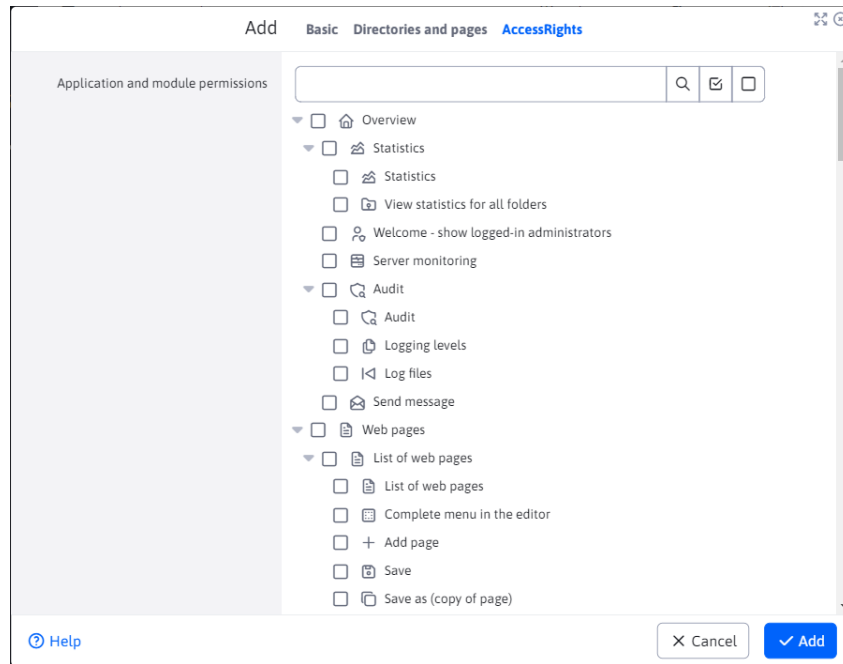 Add Basic Directories and pages AccessRights
Application and module permissions
Overview
Statistics
Statistics
View statistics for all folders
Welcome - show logged-in administrators
Server monitoring
Audit
Audit
Logging levels
Log files
Send message
Web pages
List of web pages
List of web pages
Complete menu in the editor
Add page
Save
Save as (copy of page)
Help Cancel Add